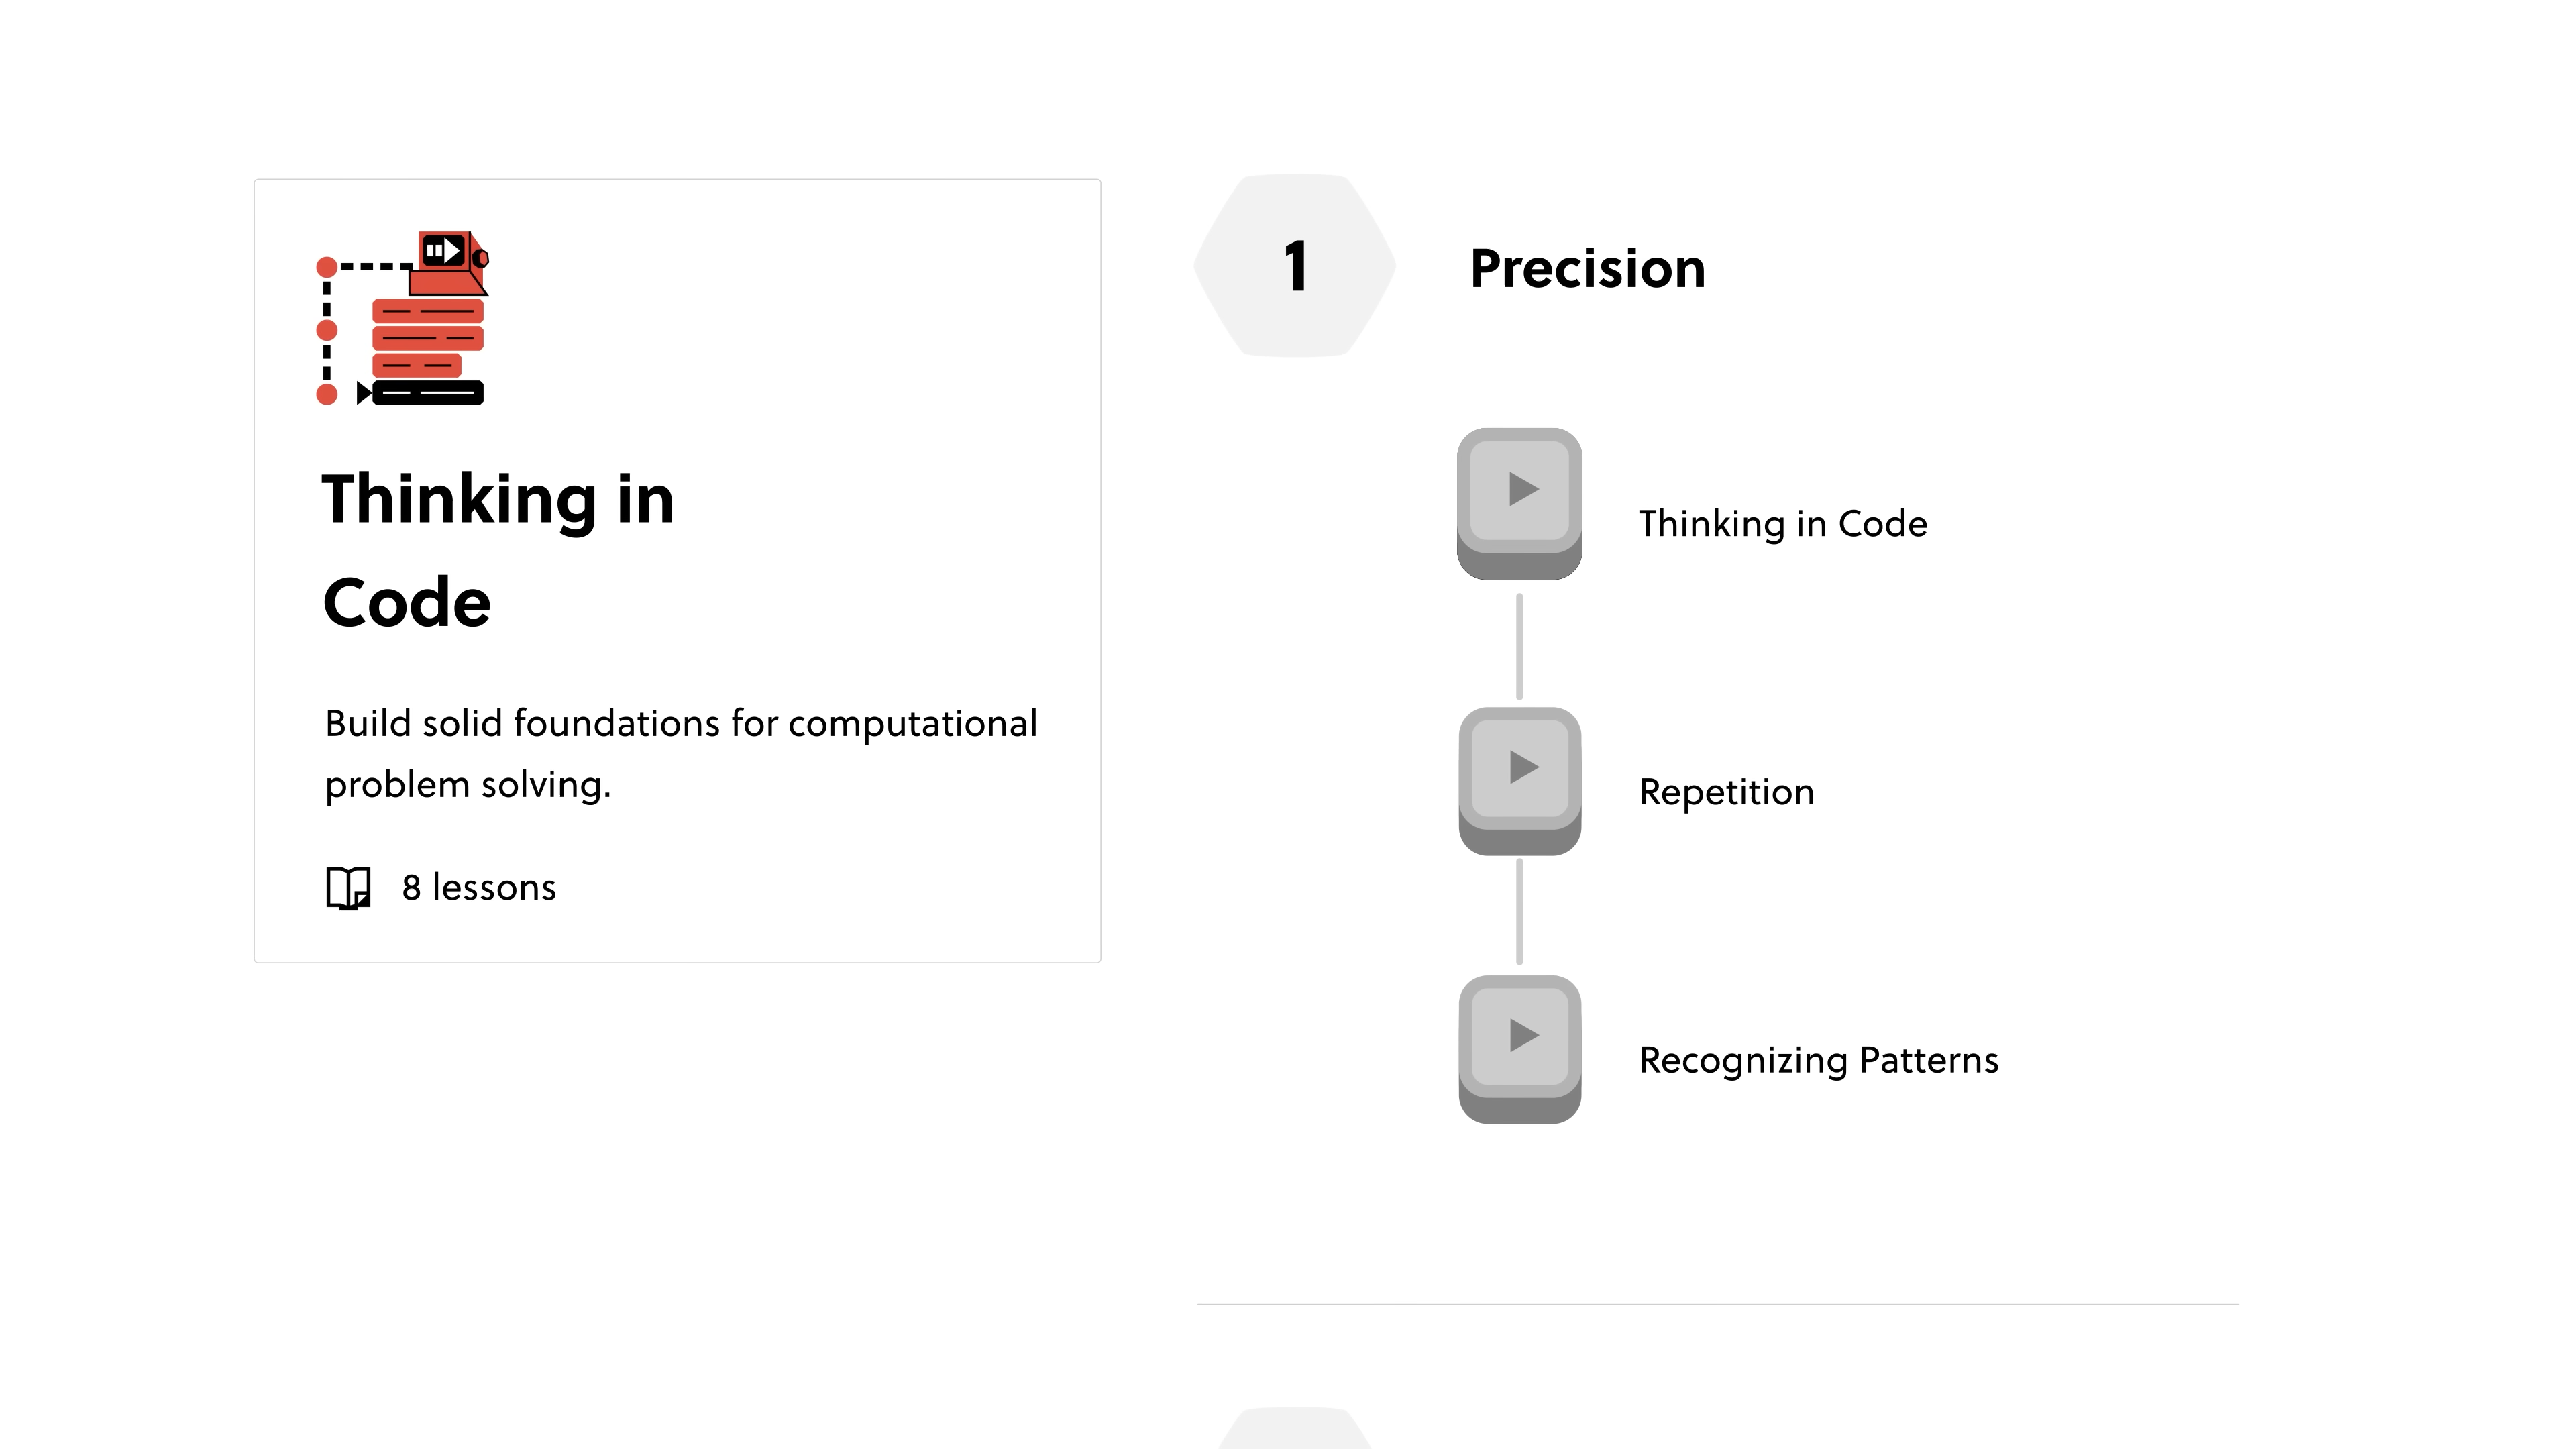 Thinking in
Code
Build solid foundations for computational
problem solving.
8 lessons
1
Precision
Thinking in Code
Repetition
Recognizing Patterns